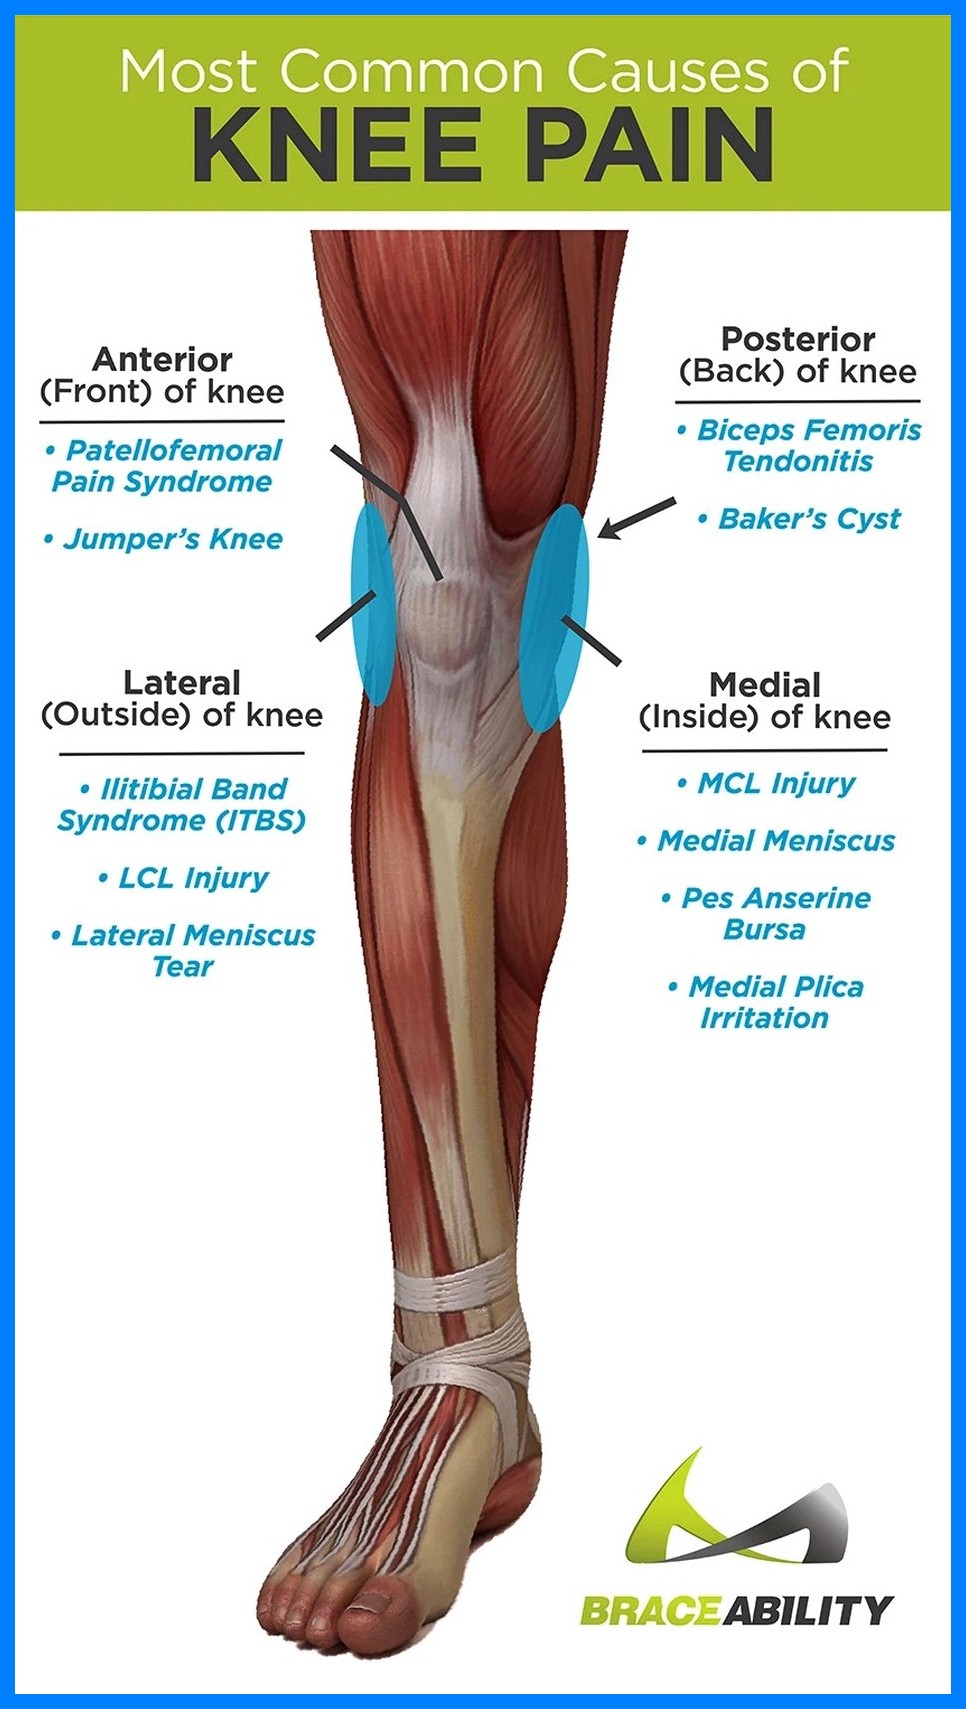 Most Common Causes of
KNEE PAIN
Anterior
(Front) of knee
• Patellofemoral
Pain Syndrome
• Jumper's Knee
Posterior
(Back) of knee
• Biceps Femoris
Tendonitis
• Baker's Cyst
Lateral
(Outside) of knee
• Ilitibial Band
Syndrome (ITBS)
• LCL Injury
• Lateral Meniscus
Tear
Medial
(Inside) of knee
• MCL Injury
• Medial Meniscus
• Pes Anserine
Bursa
• Medial Plica
Irritation
BRACEABILITY